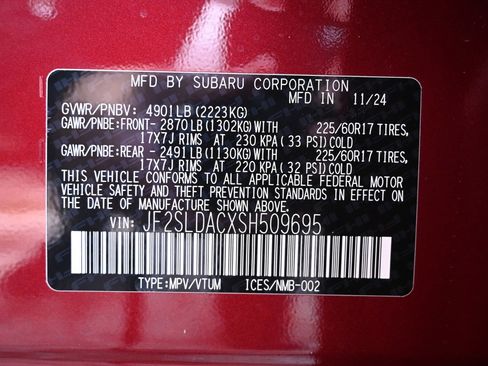 MFD BY SUBARU CORPORATION
MFD IN 11/24
GVWR/PNBV: 4901LB(2223KG)
GAWR/PNBE:FRONT-2870LB(1302KG)WITH 225/60R17 TIRES,
17X7J RIMS AT 230 KPA (33 PSI)COLD
GAWR/PNBE:REAR -2491LB(1130KG)WITH 225/60R17 TIRES,
17X7J RIMS AT 220 KPA (32 PSI)COLD
THIS VEHICLE CONFORMS TO ALL APPLICABLE FEDERAL MOTOR
VEHICLE SAFETY AND THEFT PREVENTION STANDARDS IN EFFECT
ON THE DATE OF MANUFACTURE SHOWN ABOVE.
VIN: JF2SLDACXSH509695
TYPE:MPV/VTUM ICES/NMB-002